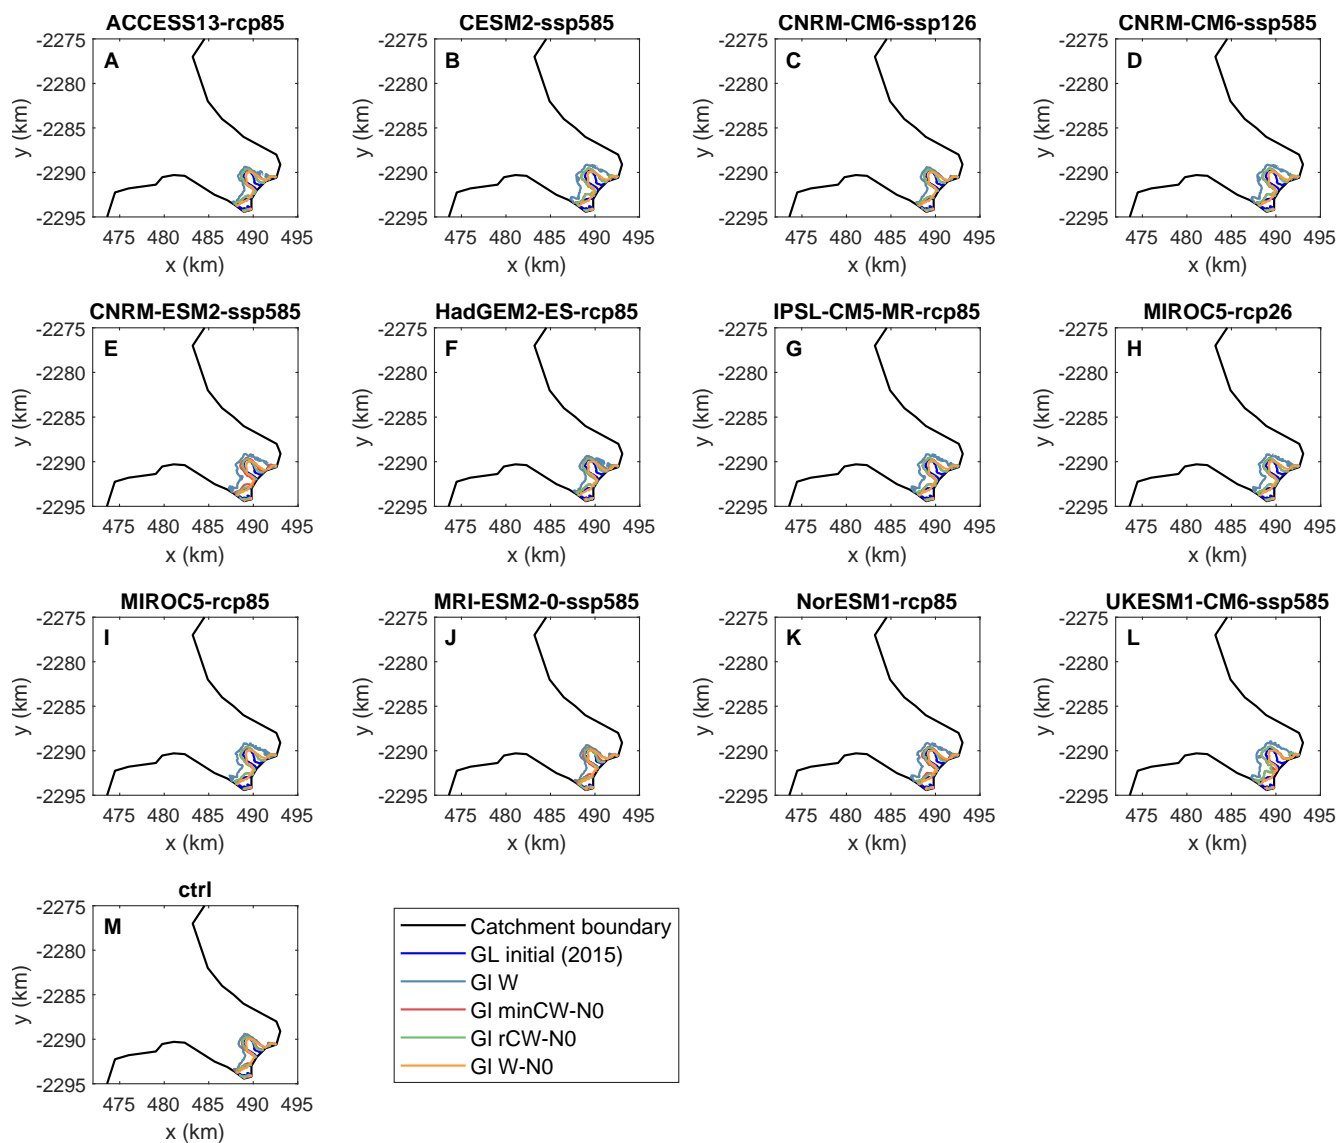 ACCESS13-rcp85
CESM2-ssp585
CNRM-CM6-ssp126
CNRM-CM6-ssp585
A
B
C
D
-2275
-2280
-2285
-2290
-2295
y (km)
475 480 485 490 495
x (km)
-2275
-2280
-2285
-2290
-2295
y (km)
475 480 485 490 495
x (km)
-2275
-2280
-2285
-2290
-2295
y (km)
475 480 485 490 495
x (km)
-2275
-2280
-2285
-2290
-2295
y (km)
475 480 485 490 495
x (km)
CNRM-ESM2-ssp585
HadGEM2-ES-rcp85
IPSL-CM5-MR-rcp85
MIROC5-rcp26
E
F
G
H
-2275
-2280
-2285
-2290
-2295
y (km)
475 480 485 490 495
x (km)
-2275
-2280
-2285
-2290
-2295
y (km)
475 480 485 490 495
x (km)
-2275
-2280
-2285
-2290
-2295
y (km)
475 480 485 490 495
x (km)
-2275
-2280
-2285
-2290
-2295
y (km)
475 480 485 490 495
x (km)
MIROC5-rcp85
MRI-ESM2-0-ssp585
NorESM1-rcp85
UKESM1-CM6-ssp585
I
J
K
L
-2275
-2280
-2285
-2290
-2295
y (km)
475 480 485 490 495
x (km)
-2275
-2280
-2285
-2290
-2295
y (km)
475 480 485 490 495
x (km)
-2275
-2280
-2285
-2290
-2295
y (km)
475 480 485 490 495
x (km)
-2275
-2280
-2285
-2290
-2295
y (km)
475 480 485 490 495
x (km)
ctrl
M
-2275
-2280
-2285
-2290
-2295
y (km)
475 480 485 490 495
x (km)
Catchment boundary
GL initial (2015)
Gl W
Gl minCW-N0
Gl rCW-N0
Gl W-N0